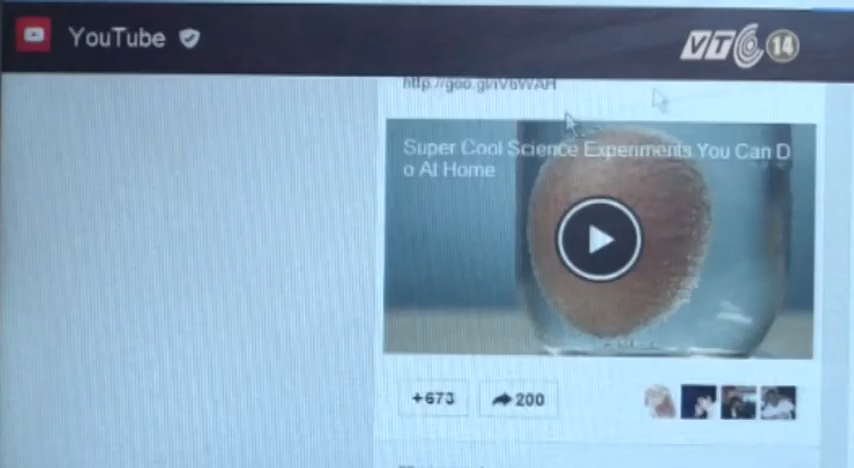 YouTube
VTC 14
Super Cool Science Experiments You Can D
o At Home
+673
200